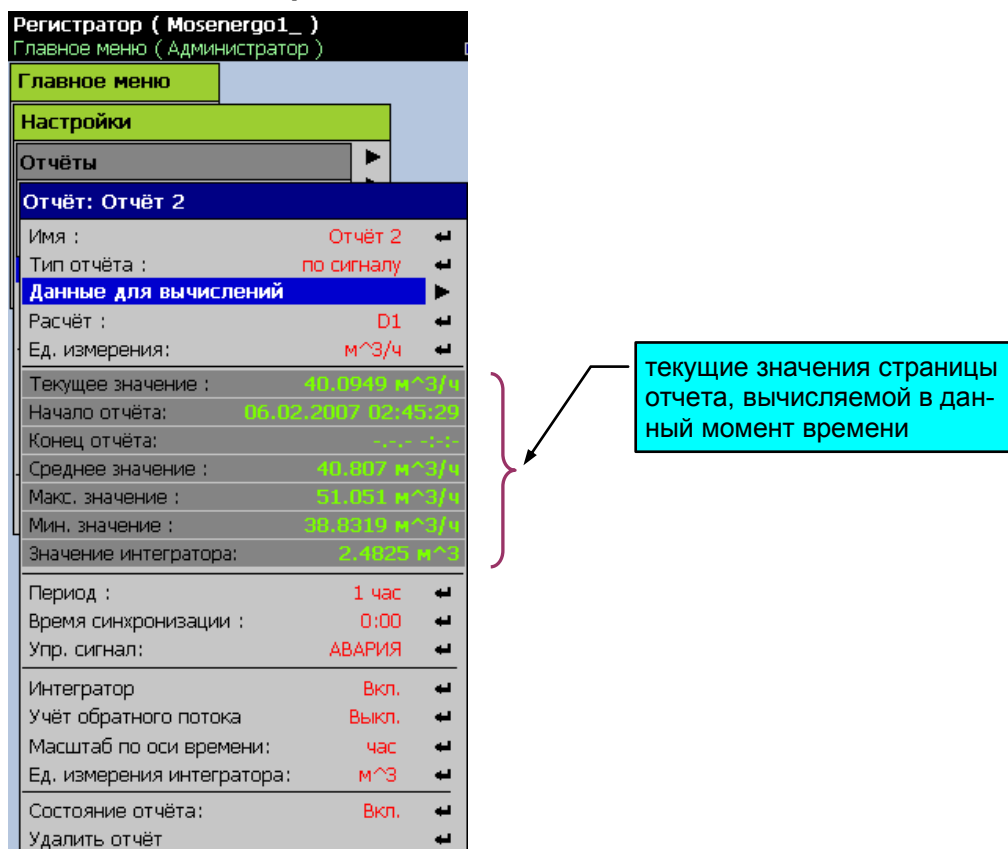 Регистратор ( Mosenergo1_ )
Главное меню ( Администратор )
Главное меню
Настройки
Отчёты
Отчёт: Отчёт 2
Имя : Отчёт 2
Тип отчёта : по сигналу
Данные для вычислений
Расчёт : D1
Ед. измерения: м^3/ч
Текущее значение : 40.0949 м^3/ч
Начало отчёта: 06.02.2007 02:45:29
Конец отчёта: -.-.- -:-:-
Среднее значение : 40.807 м^3/ч
Макс. значение : 51.051 м^3/ч
Мин. значение : 38.8319 м^3/ч
Значение интегратора: 2.4825 м^3
Период : 1 час
Время синхронизации : 0:00
Упр. сигнал: АВАРИЯ
Интегратор Вкл.
Учёт обратного потока Выкл.
Масштаб по оси времени: час
Ед. измерения интегратора: м^3
Состояние отчёта: Вкл.
Удалить отчёт
текущие значения страницы
отчета, вычисляемой в дан-
ный момент времени